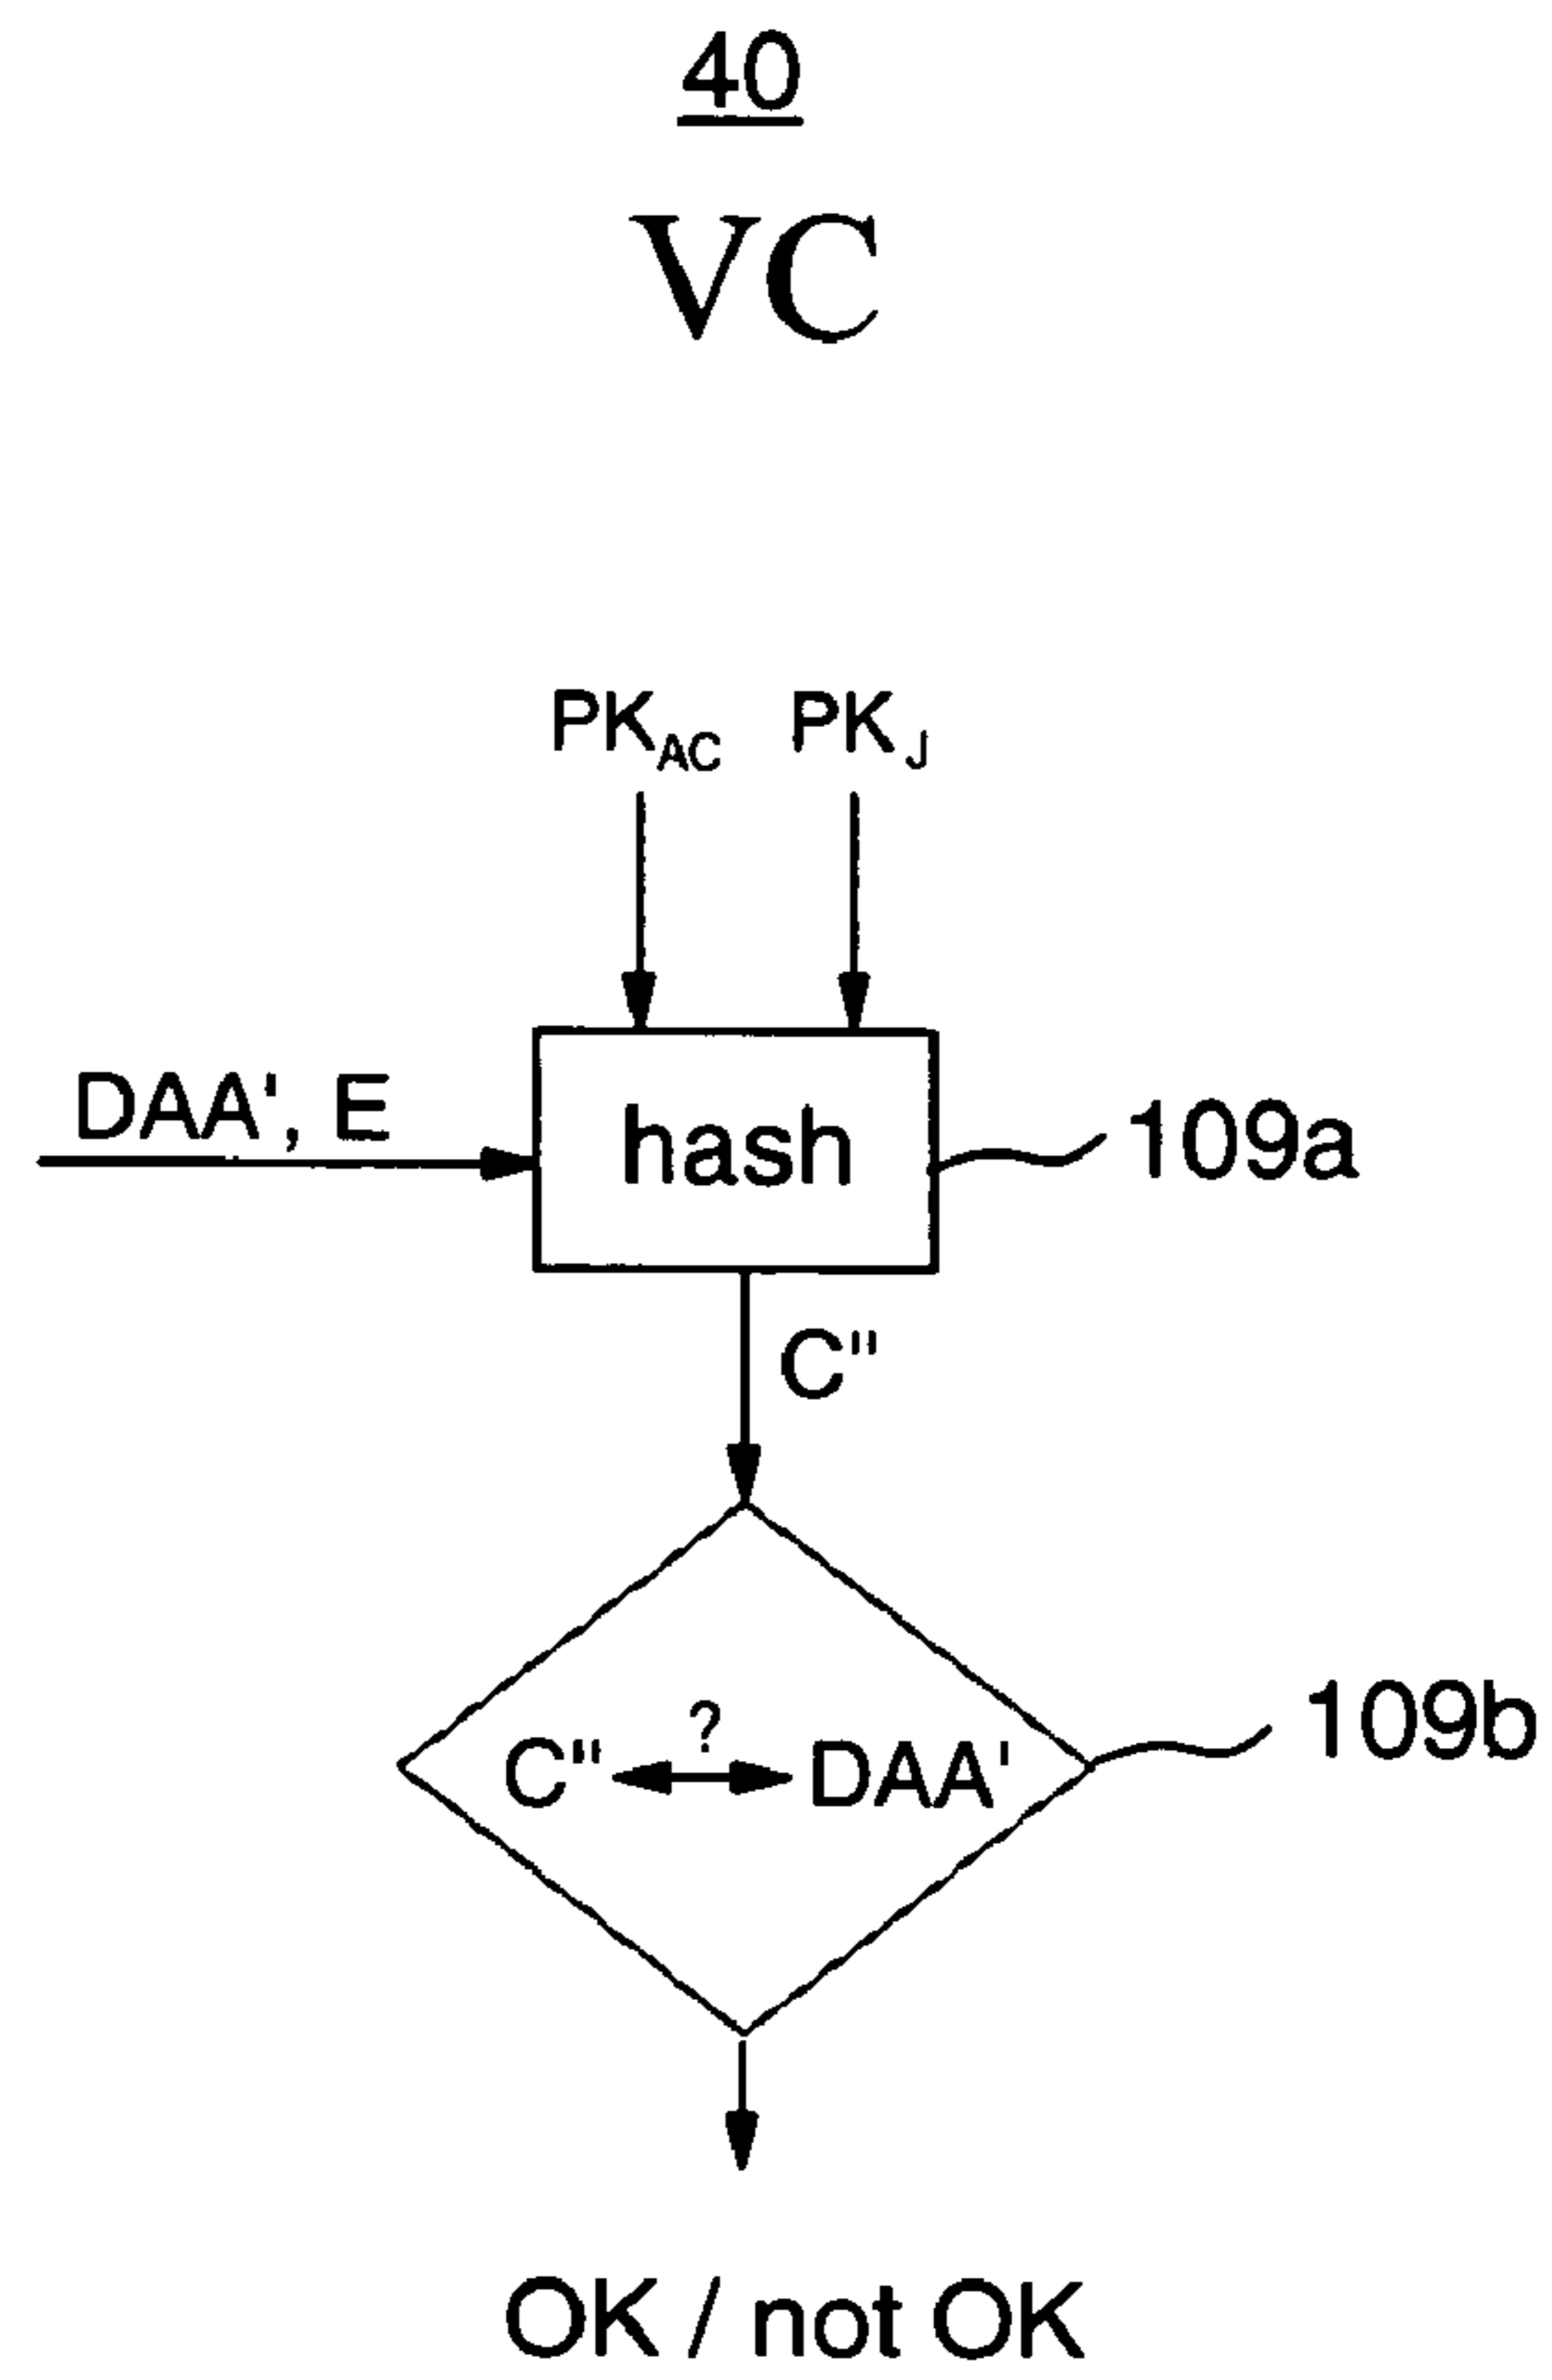 40
VC
PKAC PKJ
DAA', E
hash
109a
C"
?
C" DAA'
109b
OK / not OK